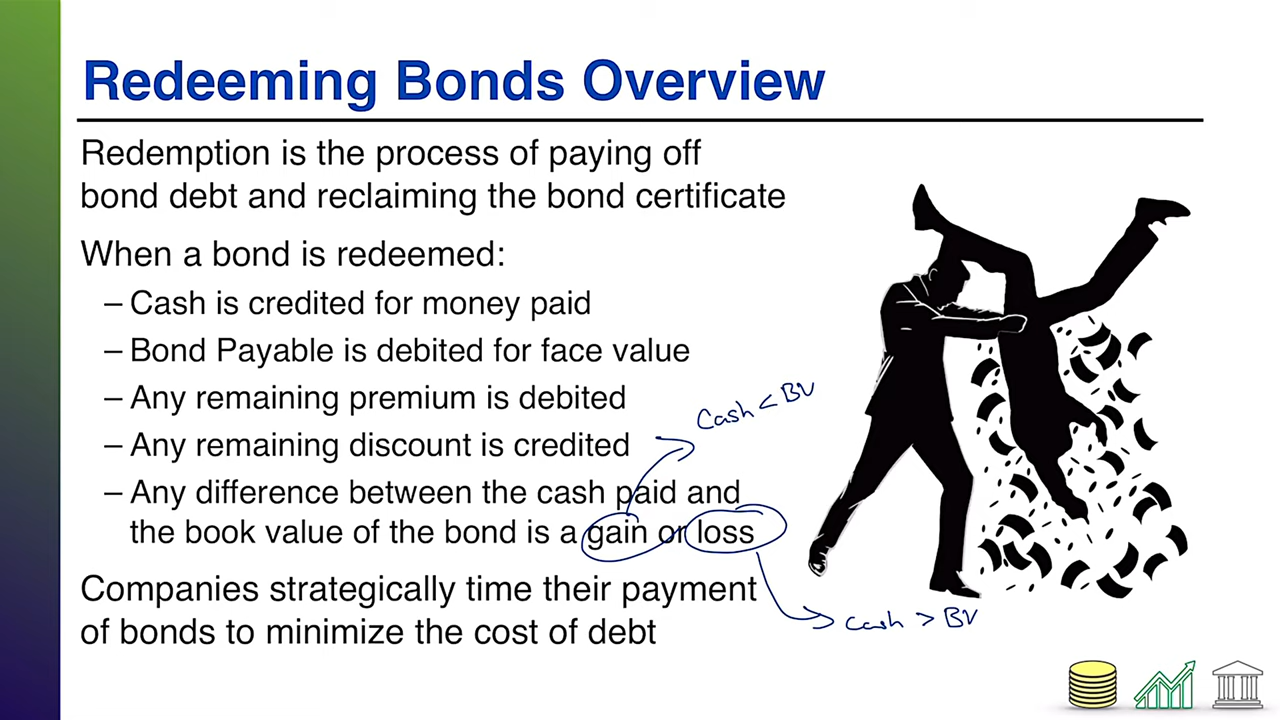 Redeeming Bonds Overview
Redemption is the process of paying off
bond debt and reclaiming the bond certificate
When a bond is redeemed:
– Cash is credited for money paid
– Bond Payable is debited for face value
– Any remaining premium is debited
Cash < BV
– Any remaining discount is credited
– Any difference between the cash paid and
the book value of the bond is a gain or loss
Companies strategically time their payment
of bonds to minimize the cost of debt
Cash > BV